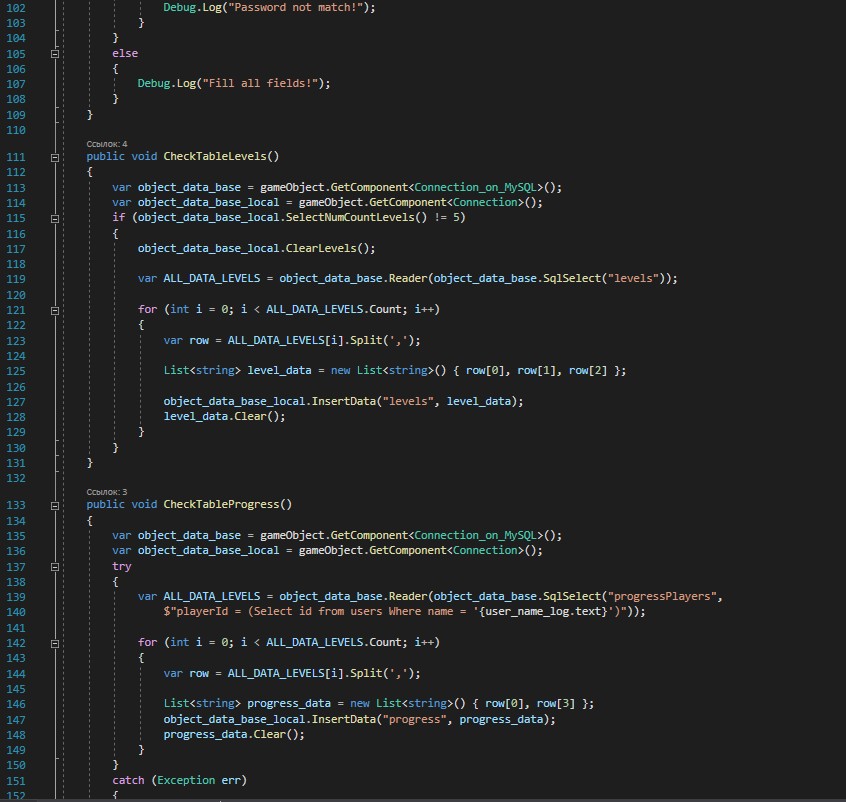 102 Debug.Log("Password not match!");
103 }
104 }
105 else
106 {
107 Debug.Log("Fill all fields!");
108 }
109 }
110
Ссылок: 4
111 public void CheckTableLevels()
112 {
113 var object_data_base = gameObject.GetComponent<Connection_on_MySQL>();
114 var object_data_base_local = gameObject.GetComponent<Connection>();
115 if (object_data_base_local.SelectNumCountLevels() != 5)
116 {
117 object_data_base_local.ClearLevels();
118
119 var ALL_DATA_LEVELS = object_data_base.Reader(object_data_base.SqlSelect("levels"));
120
121 for (int i = 0; i < ALL_DATA_LEVELS.Count; i++)
122 {
123 var row = ALL_DATA_LEVELS[i].Split(',');
124
125 List<string> level_data = new List<string>() { row[0], row[1], row[2] };
126
127 object_data_base_local.InsertData("levels", level_data);
128 level_data.Clear();
129 }
130 }
131 }
132
Ссылок: 3
133 public void CheckTableProgress()
134 {
135 var object_data_base = gameObject.GetComponent<Connection_on_MySQL>();
136 var object_data_base_local = gameObject.GetComponent<Connection>();
137 try
138 {
139 var ALL_DATA_LEVELS = object_data_base.Reader(object_data_base.SqlSelect("progressPlayers",
140 $"playerId = (Select id from users Where name = '{user_name_log.text}')"));
141
142 for (int i = 0; i < ALL_DATA_LEVELS.Count; i++)
143 {
144 var row = ALL_DATA_LEVELS[i].Split(',');
145
146 List<string> progress_data = new List<string>() { row[0], row[3] };
147 object_data_base_local.InsertData("progress", progress_data);
148 progress_data.Clear();
149 }
150 }
151 catch (Exception err)
152 {